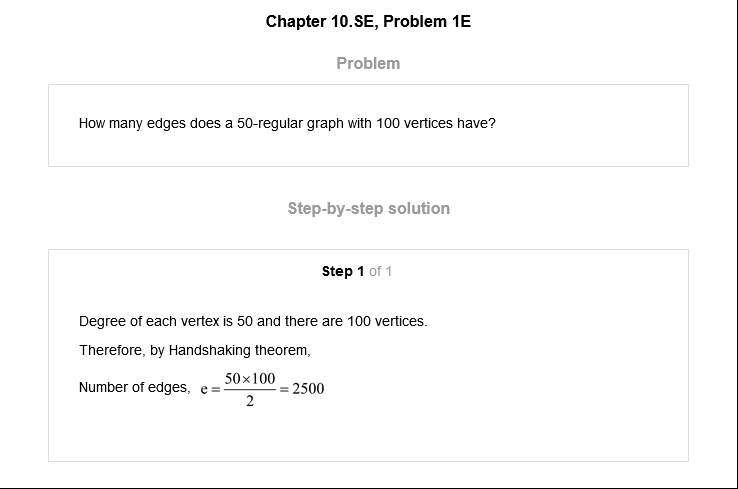 Chapter 10.SE, Problem 1E
Problem
How many edges does a 50-regular graph with 100 vertices have?
Step-by-step solution
Step 1 of 1
Degree of each vertex is 50 and there are 100 vertices.
Therefore, by Handshaking theorem,
Number of edges, e = 50×100 / 2 = 2500